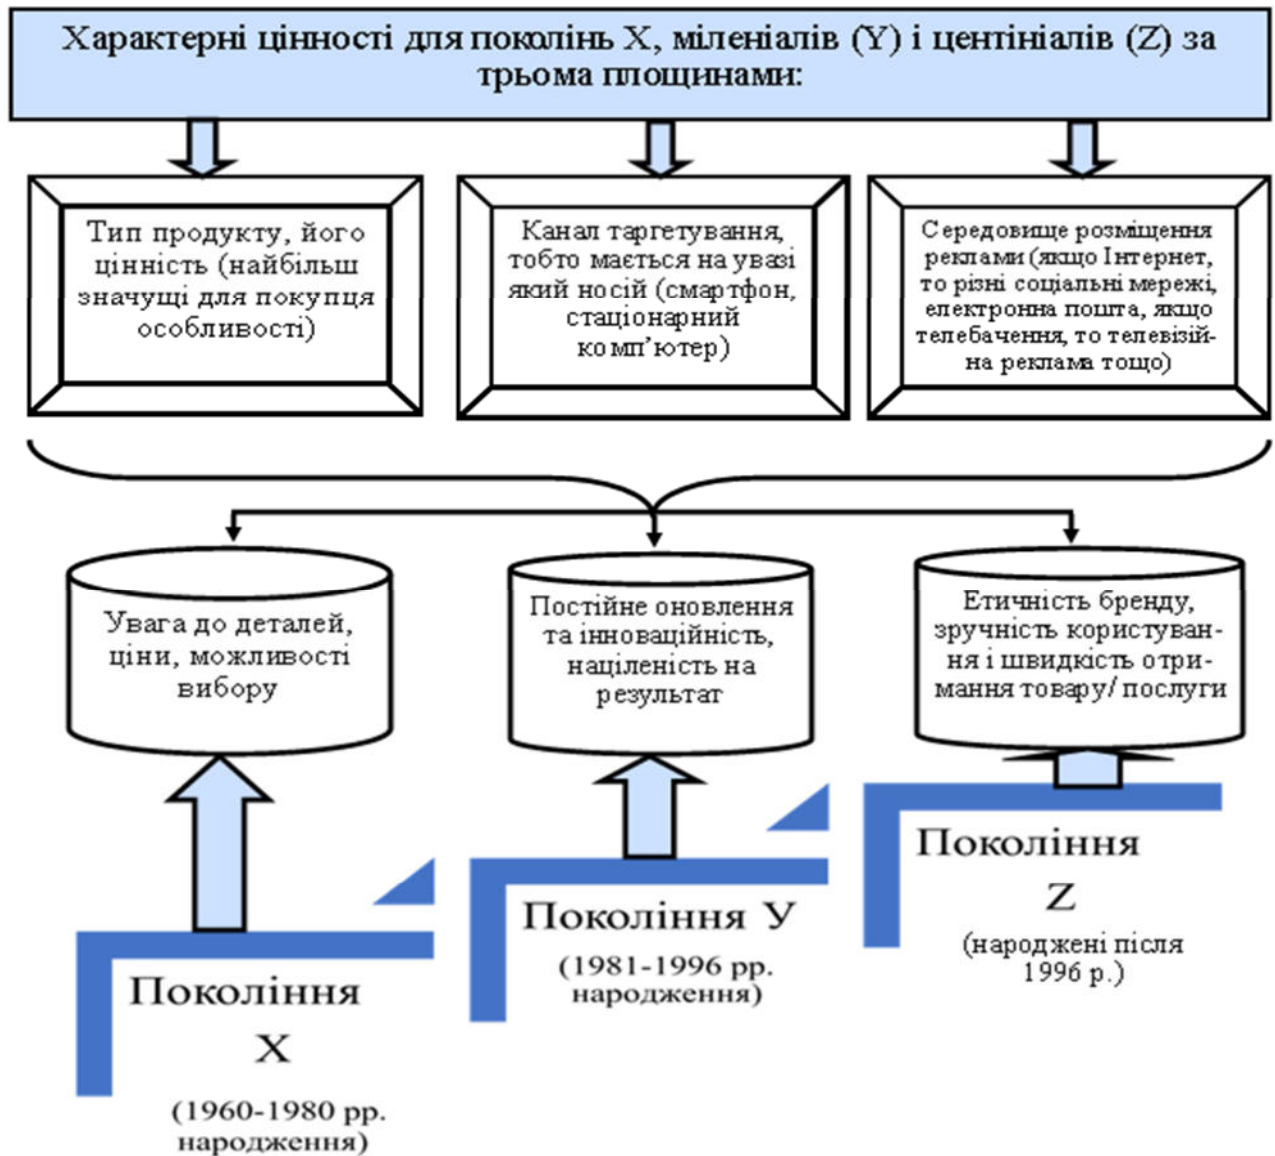 Характерні цінності для поколінь X, міленіалів (Y) і центініалів (Z) за
трьома площинами:
Тип продукту, його
цінність (найбільш
значущі для покупця
особливості)
Канал таргетування,
тобто мається на увазі
який носій (смартфон,
стаціонарний
комп’ютер)
Середовище розміщення
реклами (якщо Інтернет,
то різні соціальні мережі,
електронна пошта, якщо
телебачення, то телевізій-
на реклама тощо)
Увага до деталей,
ціни, можливості
вибору
Постійне оновлення
та інноваційність,
націленість на
результат
Етичність бренду,
зручність користуван-
ня і швидкість отри-
мання товару/ послуги
Покоління
X
(1960-1980 рр.
народження)
Покоління У
(1981-1996 рр.
народження)
Покоління
Z
(народжені після
1996 р.)